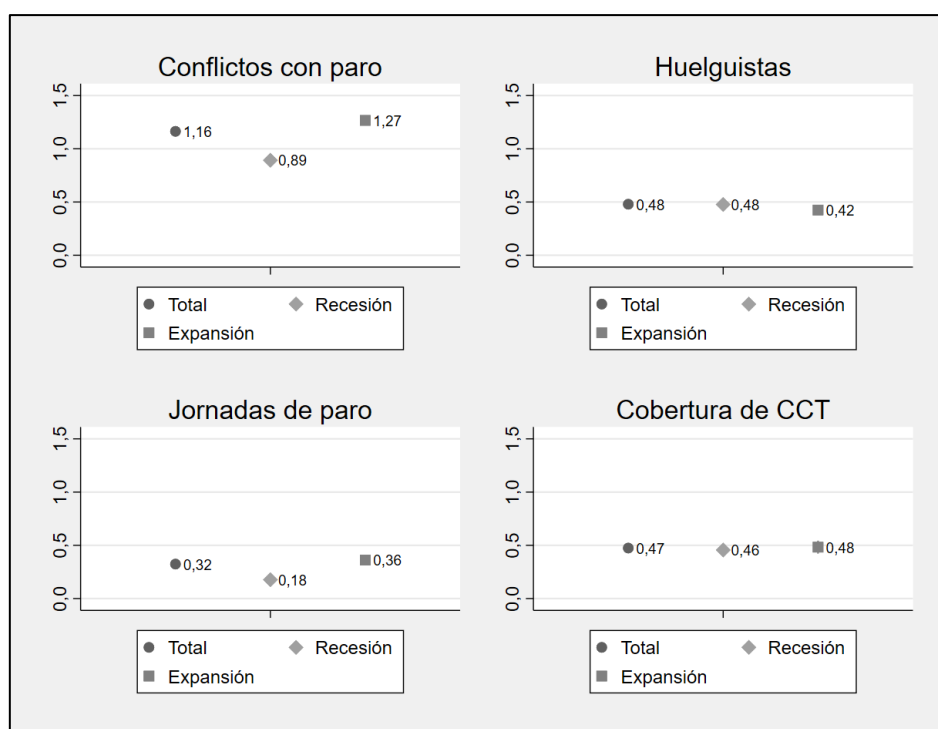 Conflictos con paro
1,5
1,0
0,5
0,0
1,16
0,89
1,27
Total
Recesión
Expansión
Huelguistas
1,5
1,0
0,5
0,0
0,48
0,48
0,42
Total
Recesión
Expansión
Jornadas de paro
1,5
1,0
0,5
0,0
0,32
0,18
0,36
Total
Recesión
Expansión
Cobertura de CCT
1,5
1,0
0,5
0,0
0,47
0,46
0,48
Total
Recesión
Expansión